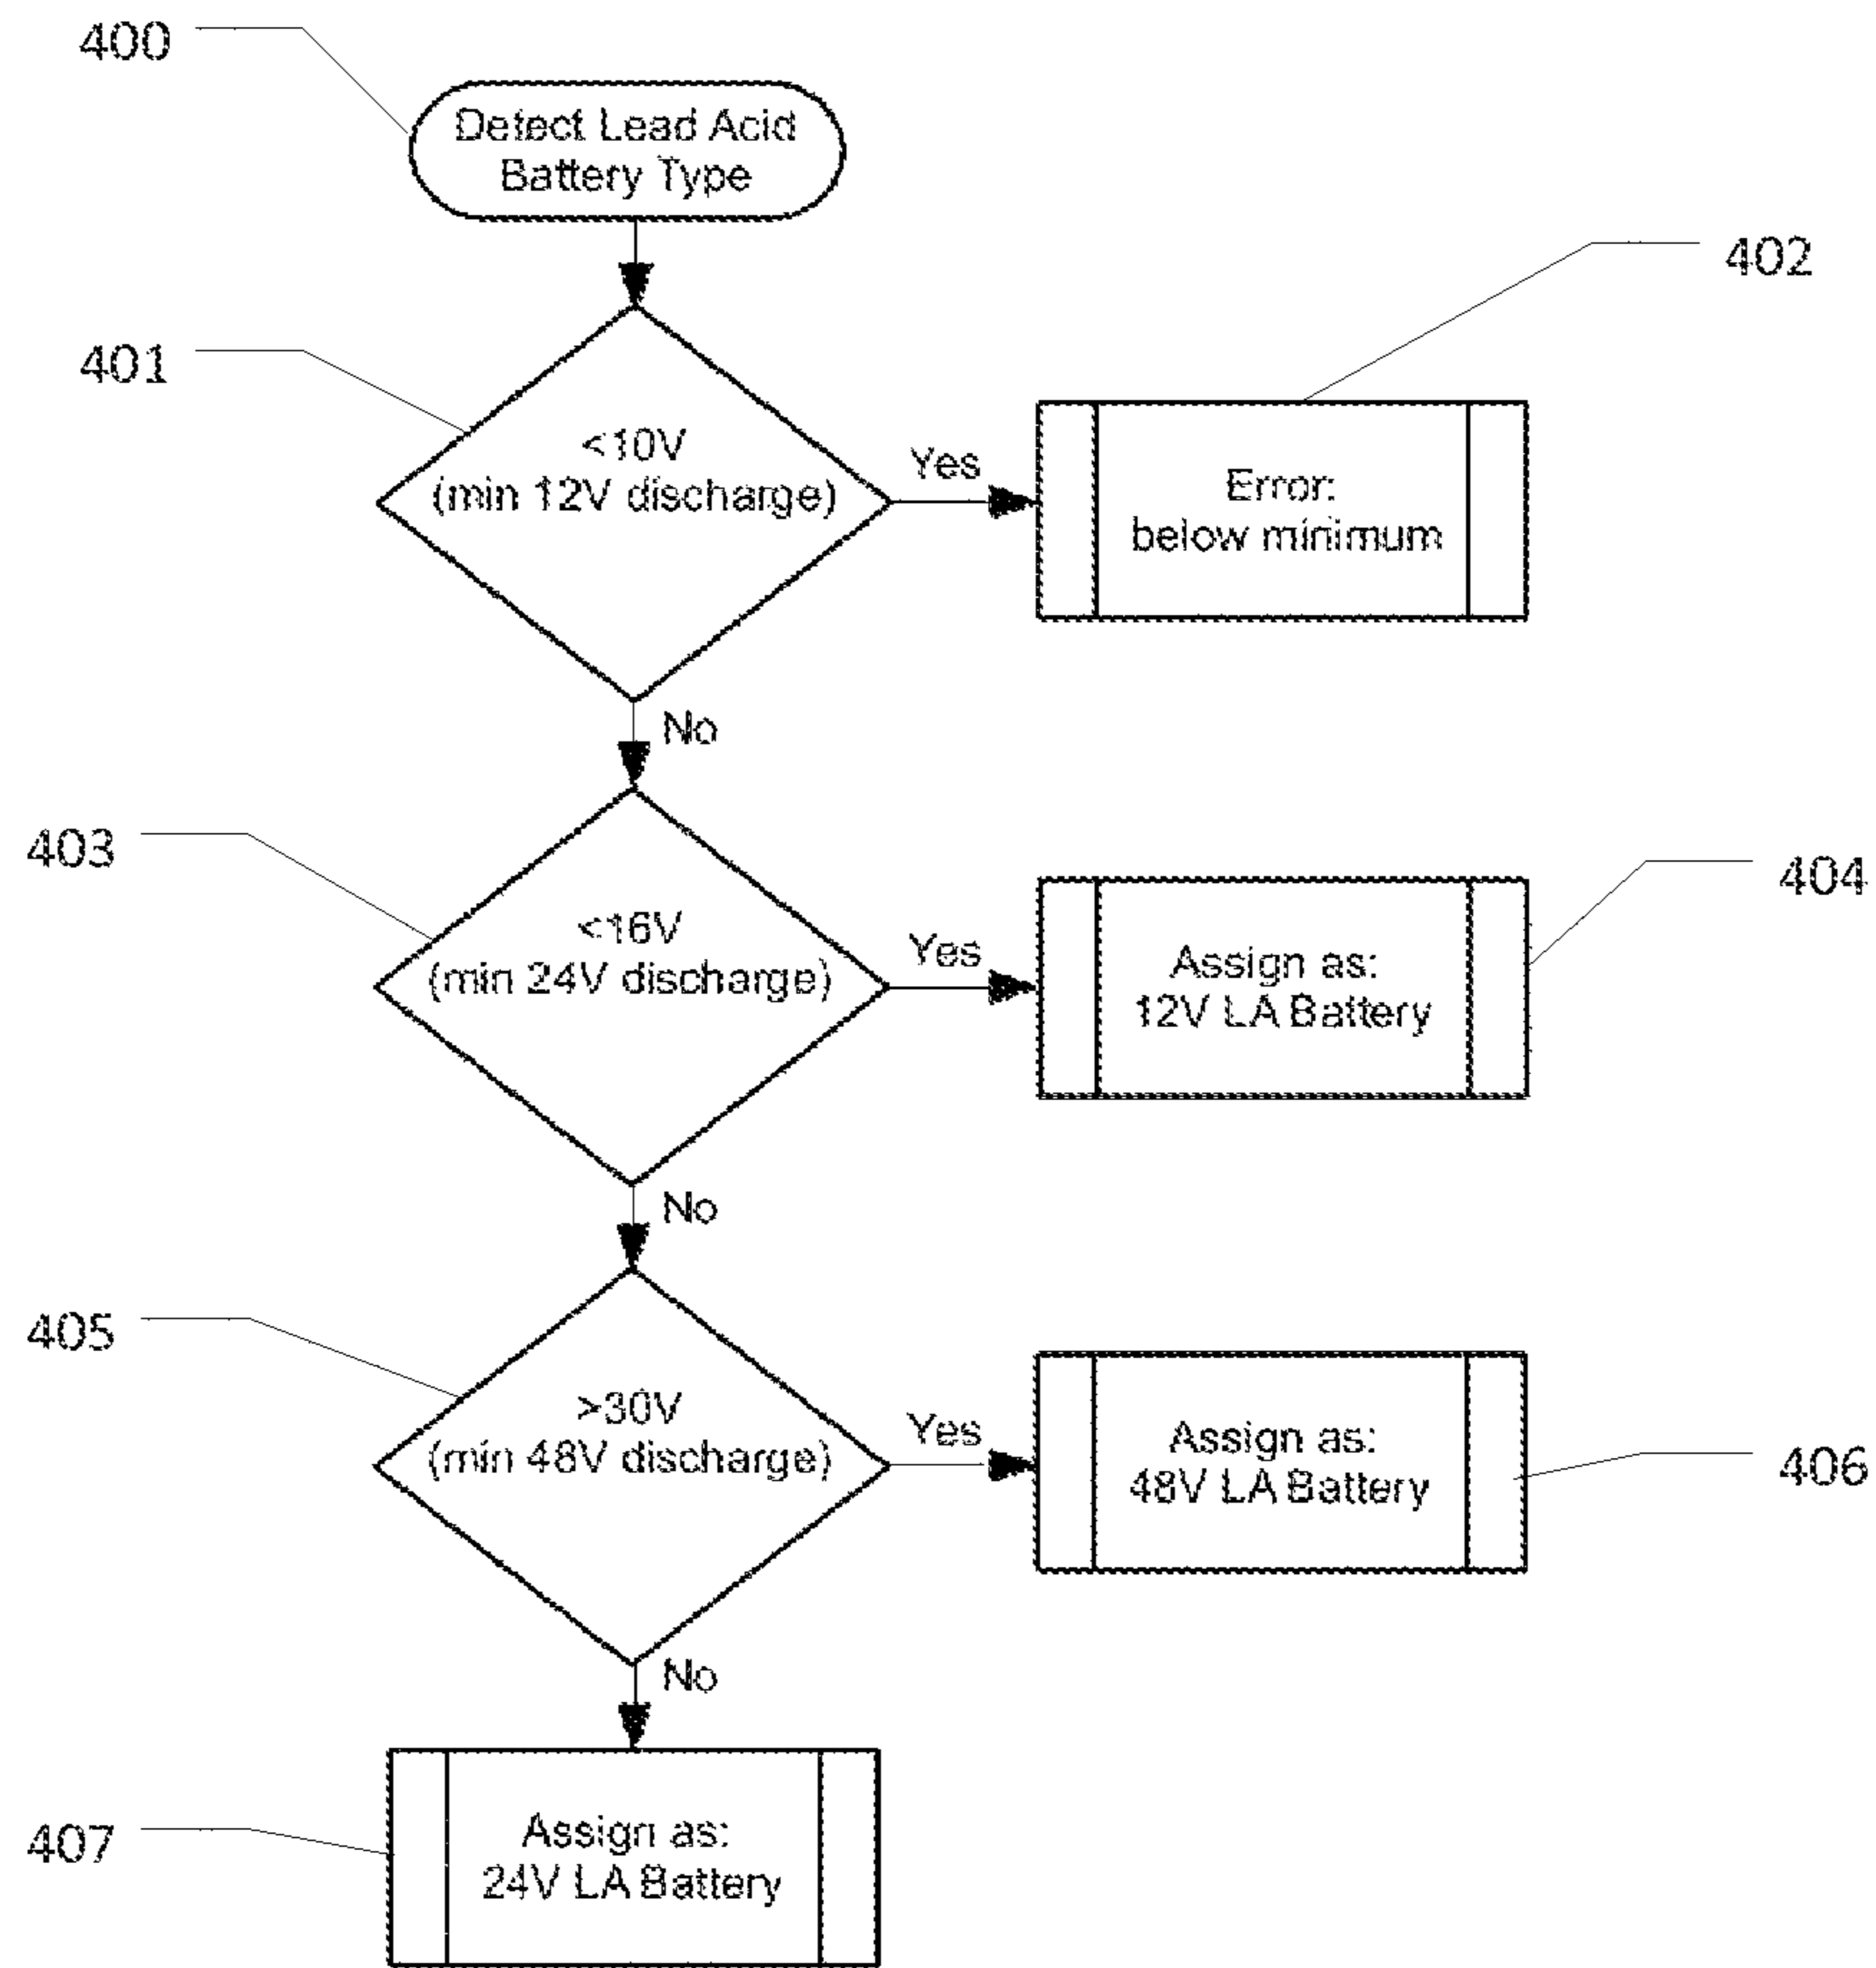 400
Detect Lead Acid
Battery Type
402
401
<10V
(min 12V discharge)
Yes
Error:
below minimum
No
403
<16V
(min 24V discharge)
Yes
Assign as:
12V LA Battery
404
No
405
>30V
(min 48V discharge)
Yes
Assign as:
48V LA Battery
406
No
407
Assign as:
24V LA Battery